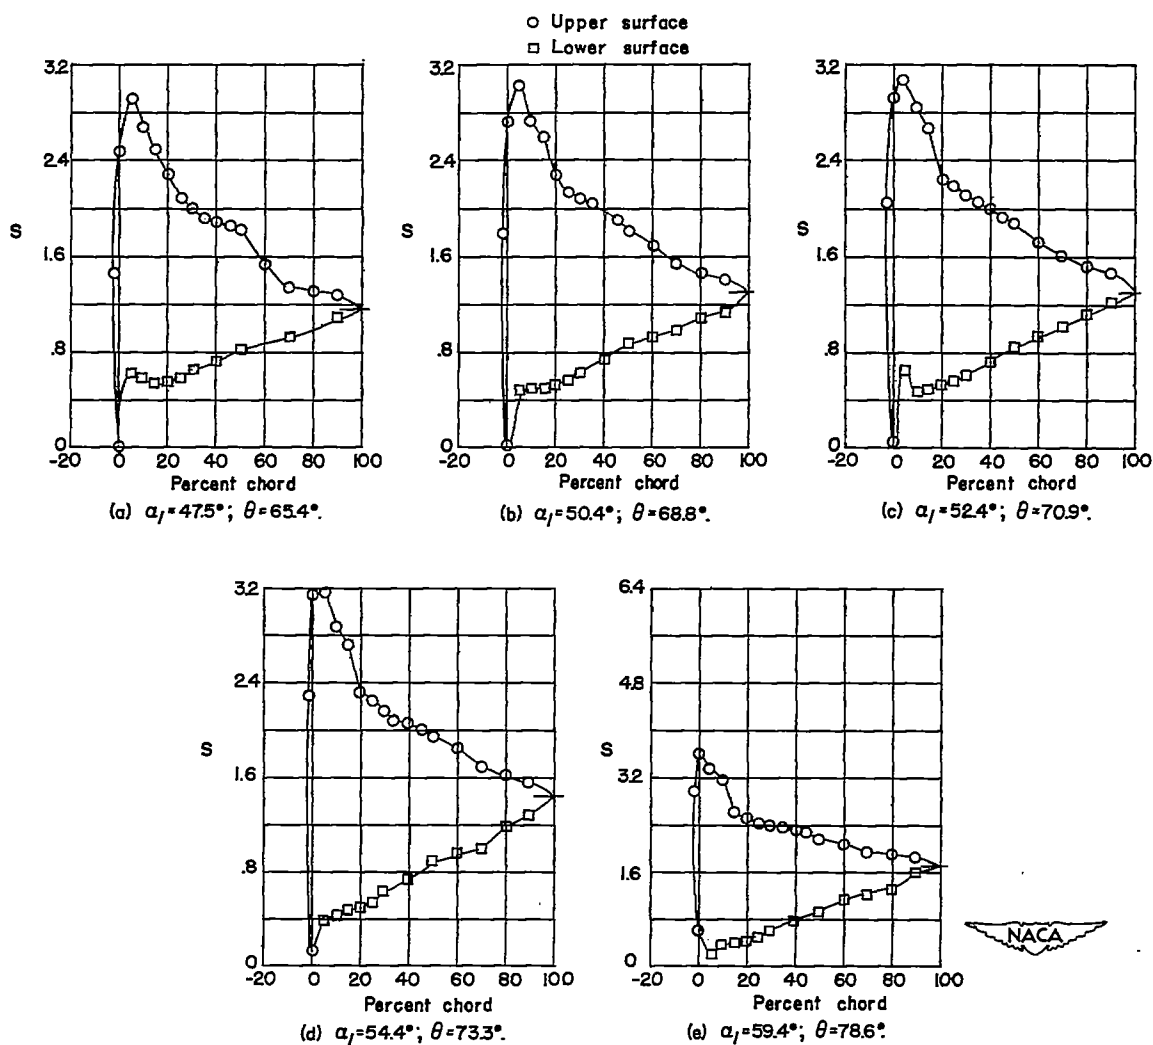 Upper surface
Lower surface
3.2 3.2 3.2
2.4 2.4 2.4
S S S
1.6 1.6 1.6
.8 .8 .8
0 0 0
-20 0 20 40 60 80 100 -20 0 20 40 60 80 100 -20 0 20 40 60 80 100
Percent chord Percent chord Percent chord
(a) α₁=47.5°; θ=65.4°. (b) α₁=50.4°; θ=68.8°. (c) α₁=52.4°; θ=70.9°.
3.2 6.4
2.4 4.8
S S
1.6 3.2
.8 1.6
0 0
-20 0 20 40 60 80 100 -20 0 20 40 60 80 100
NACA
Percent chord Percent chord
(d) α₁=54.4°; θ=73.3°. (e) α₁=59.4°; θ=78.6°.